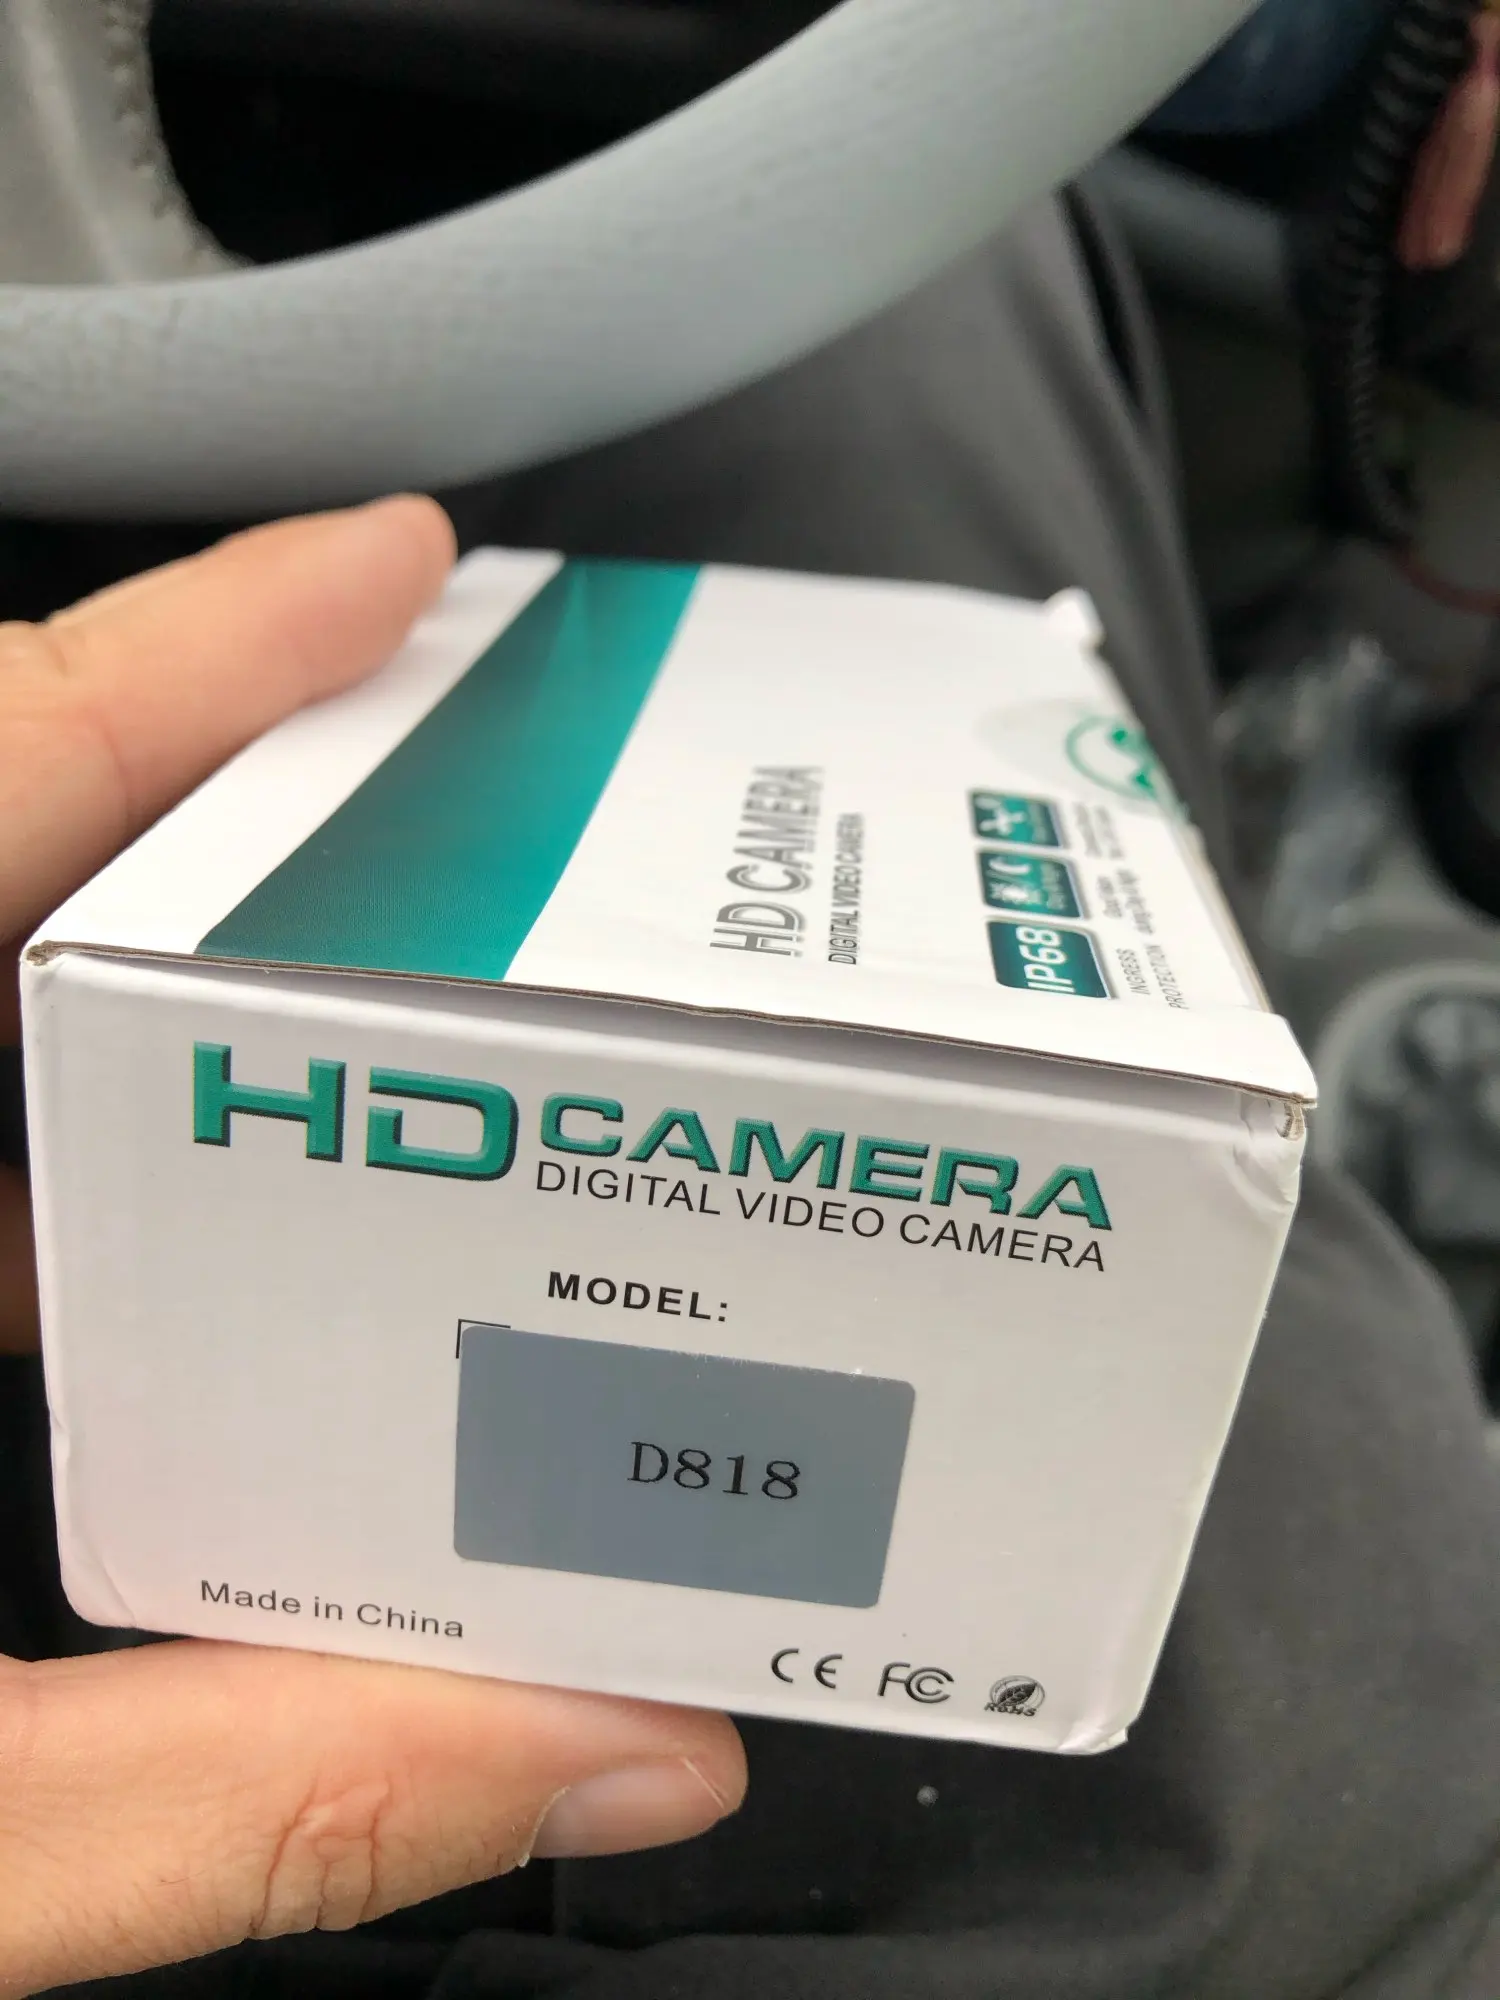 HD CAMERA
DIGITAL VIDEO CAMERA
IP68
INGRESS
PROTECTION
HD CAMERA
DIGITAL VIDEO CAMERA
MODEL:
D818
Made in China
CE FC RoHS